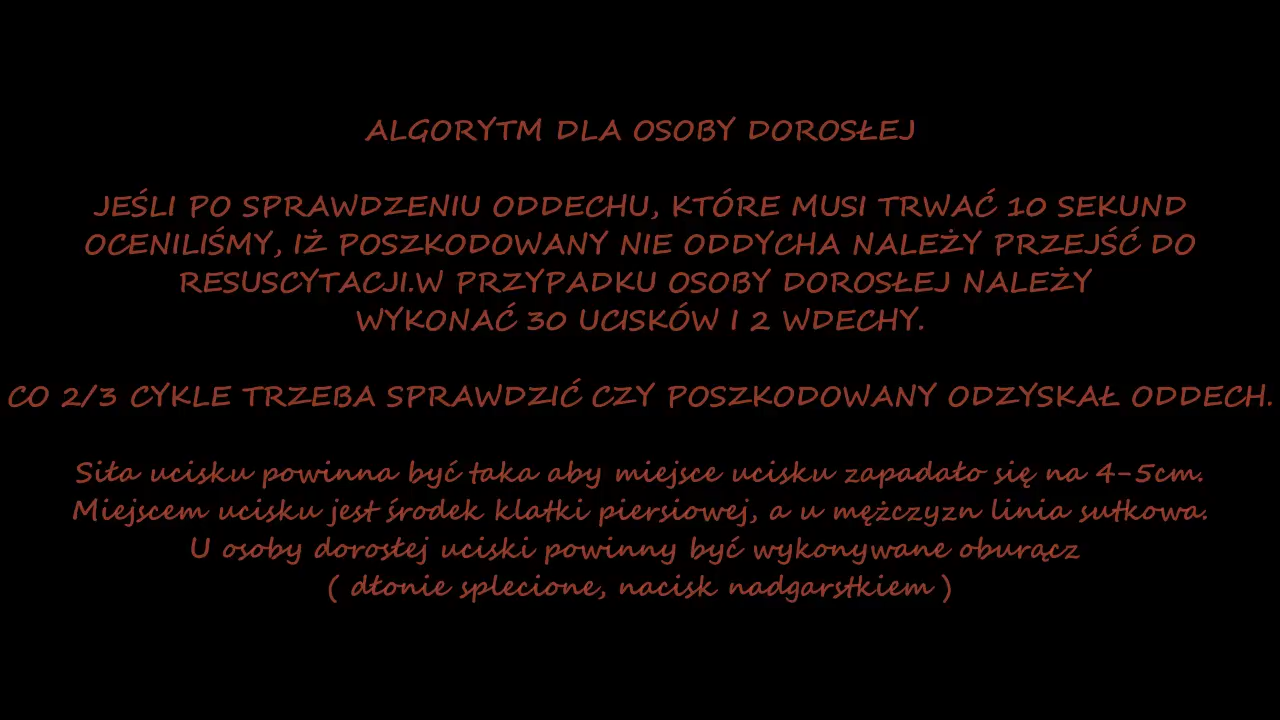 ALGORYTM DLA OSOBY DOROSŁEJ
JEŚLI PO SPRAWDZENIU ODDECHU, KTÓRE MUSI TRWAĆ 10 SEKUND
OCENILIŚMY, IŻ POSZKODOWANY NIE ODDYCHA NALEŻY PRZEJŚĆ DO
RESUSCYTACJI.W PRZYPADKU OSOBY DOROSŁEJ NALEŻY
WYKONAĆ 30 UCISKÓW I 2 WDECHY.
CO 2/3 CYKLE TRZEBA SPRAWDZIĆ CZY POSZKODOWANY ODZYSKAŁ ODDECH.
Siła ucisku powinna być taka aby miejsce ucisku zapadało się na 4-5cm.
Miejscem ucisku jest środek klatki piersiowej, a u mężczyzn linia sutkowa.
U osoby dorosłej uciski powinny być wykonywane oburącz
( dłonie splecione, nacisk nadgarstkiem )